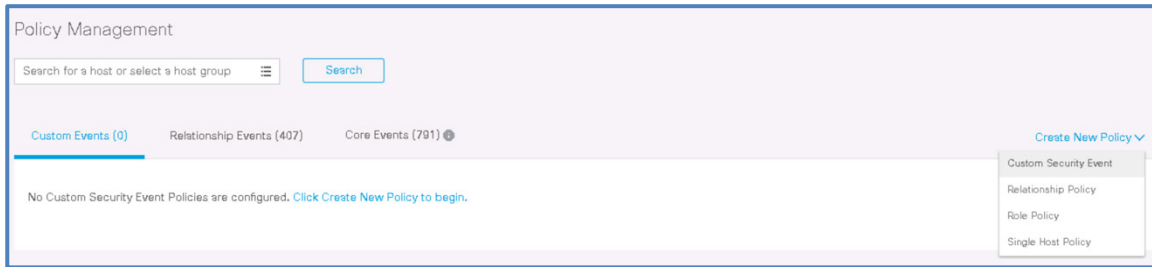 Policy Management
Search for a host or select a host group
Search
Custom Events (0) Relationship Events (407) Core Events (791) Create New Policy
Custom Security Event
Relationship Policy
Role Policy
Single Host Policy
No Custom Security Event Policies are configured. Click Create New Policy to begin.